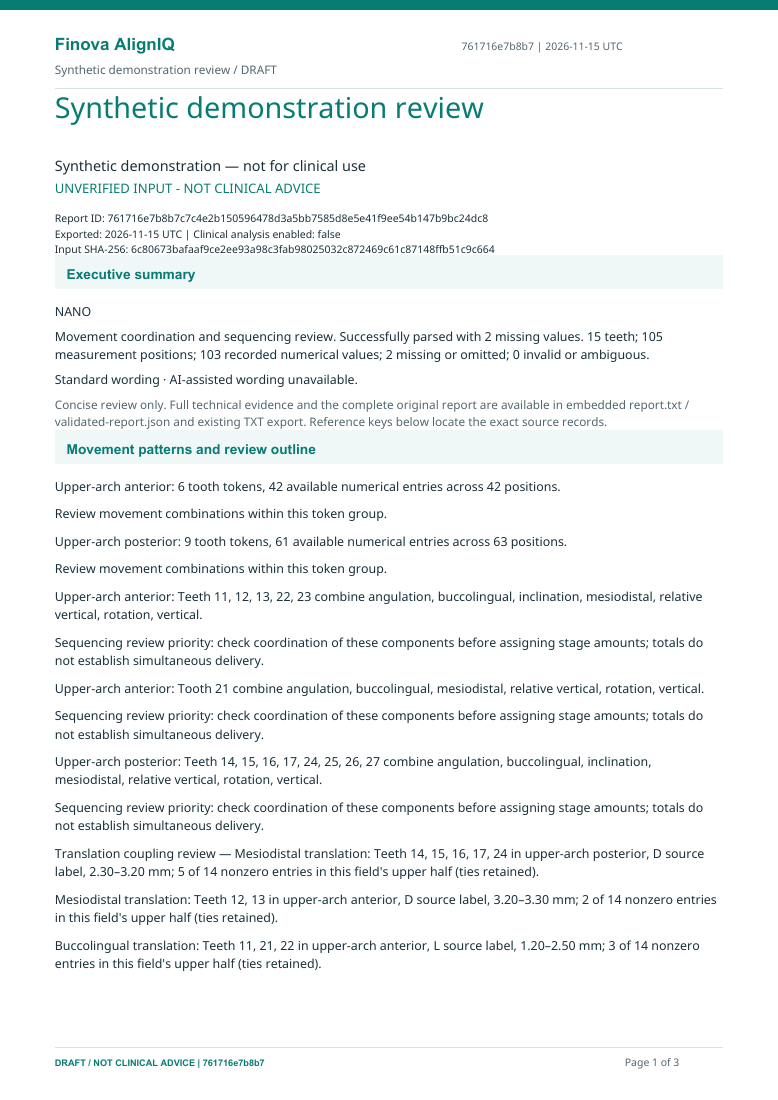 Finova AlignIQ
761716e7b8b7 | 2026-11-15 UTC
Synthetic demonstration review / DRAFT
Synthetic demonstration review
Synthetic demonstration — not for clinical use
UNVERIFIED INPUT - NOT CLINICAL ADVICE
Report ID: 761716e7b8b7c7c4e2b150596478d3a5bb7585d8e5e41f9ee54b147b9bc24dc8
Exported: 2026-11-15 UTC | Clinical analysis enabled: false
Input SHA-256: 6c80673bafaaf9ce2ee93a98c3fab98025032c872469c61c87148ffb51c9c664
Executive summary
NANO
Movement coordination and sequencing review. Successfully parsed with 2 missing values. 15 teeth; 105
measurement positions; 103 recorded numerical values; 2 missing or omitted; 0 invalid or ambiguous.
Standard wording · AI-assisted wording unavailable.
Concise review only. Full technical evidence and the complete original report are available in embedded report.txt /
validated-report.json and existing TXT export. Reference keys below locate the exact source records.
Movement patterns and review outline
Upper-arch anterior: 6 tooth tokens, 42 available numerical entries across 42 positions.
Review movement combinations within this token group.
Upper-arch posterior: 9 tooth tokens, 61 available numerical entries across 63 positions.
Review movement combinations within this token group.
Upper-arch anterior: Teeth 11, 12, 13, 22, 23 combine angulation, buccolingual, inclination, mesiodistal, relative
vertical, rotation, vertical.
Sequencing review priority: check coordination of these components before assigning stage amounts; totals do
not establish simultaneous delivery.
Upper-arch anterior: Tooth 21 combine angulation, buccolingual, mesiodistal, relative vertical, rotation, vertical.
Sequencing review priority: check coordination of these components before assigning stage amounts; totals do
not establish simultaneous delivery.
Upper-arch posterior: Teeth 14, 15, 16, 17, 24, 25, 26, 27 combine angulation, buccolingual, inclination,
mesiodistal, relative vertical, rotation, vertical.
Sequencing review priority: check coordination of these components before assigning stage amounts; totals do
not establish simultaneous delivery.
Translation coupling review — Mesiodistal translation: Teeth 14, 15, 16, 17, 24 in upper-arch posterior, D source
label, 2.30–3.20 mm; 5 of 14 nonzero entries in this field's upper half (ties retained).
Mesiodistal translation: Teeth 12, 13 in upper-arch anterior, D source label, 3.20–3.30 mm; 2 of 14 nonzero entries
in this field's upper half (ties retained).
Buccolingual translation: Teeth 11, 21, 22 in upper-arch anterior, L source label, 1.20–2.50 mm; 3 of 14 nonzero
entries in this field's upper half (ties retained).
DRAFT / NOT CLINICAL ADVICE | 761716e7b8b7
Page 1 of 3